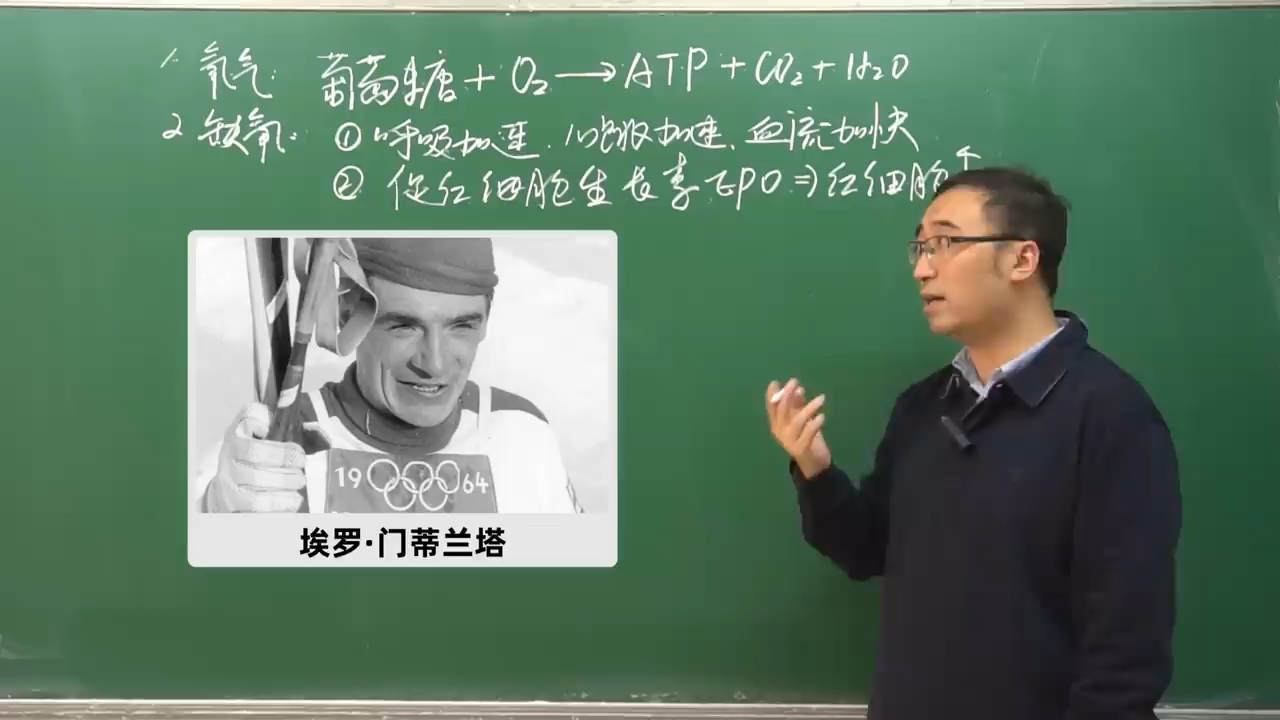 1. 氧气: 葡萄糖 + O₂ → ATP + CO₂ + H₂O
2. 缺氧: ① 呼吸加速、心跳加速、血流加快
② 促红细胞生长素EPO ⇒ 红细胞↑
19 64
埃罗·门蒂兰塔